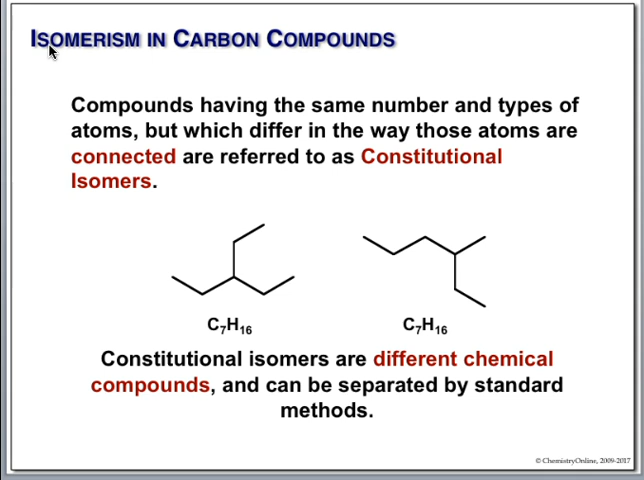 ISOMERISM IN CARBON COMPOUNDS
Compounds having the same number and types of
atoms, but which differ in the way those atoms are
connected are referred to as Constitutional
Isomers.
C₇H₁₆ C₇H₁₆
Constitutional isomers are different chemical
compounds, and can be separated by standard
methods.
© ChemistryOnline, 2009-2017